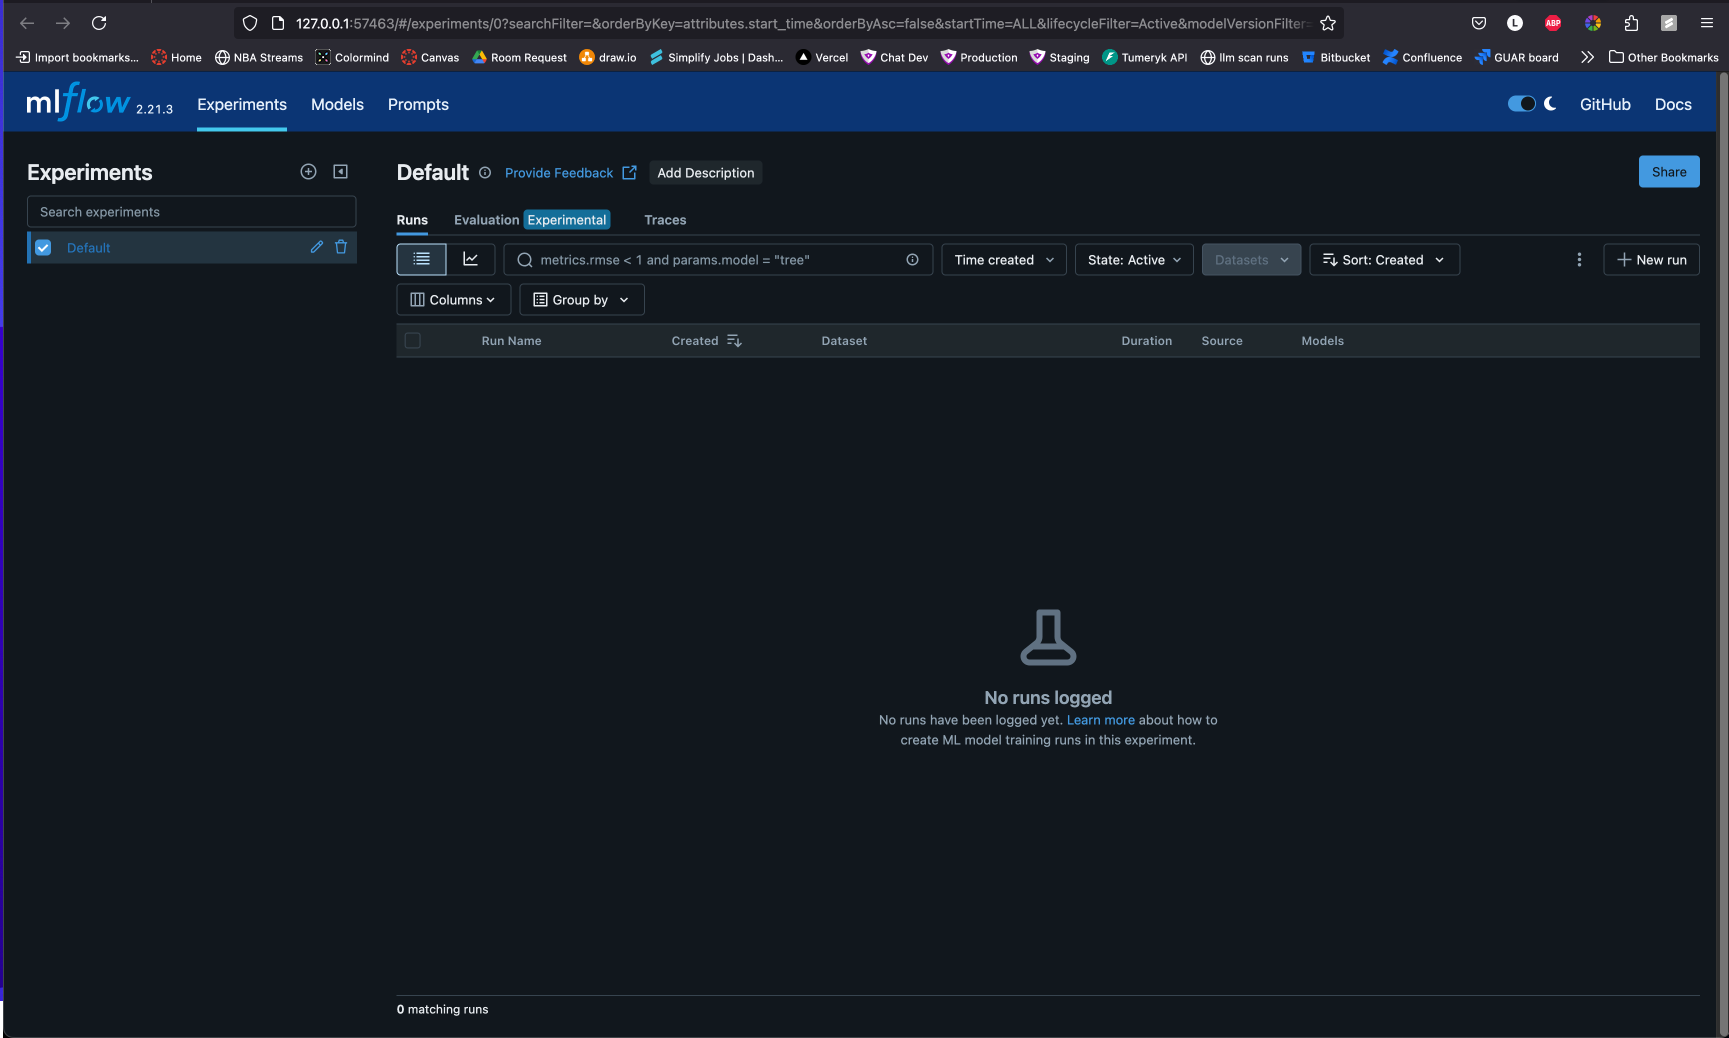 127.0.0.1:57463/#/experiments/0?searchFilter=&orderByKey=attributes.start_time&orderByAsc=false&startTime=ALL&lifecycleFilter=Active&modelVersionFilter=
L ABP
Import bookmarks... Home NBA Streams Colormind Canvas Room Request draw.io Simplify Jobs | Dash... Vercel Chat Dev Production Staging Tumeryk API llm scan runs Bitbucket Confluence GUAR board Other Bookmarks
mlflow 2.21.3 Experiments Models Prompts GitHub Docs
Experiments
Search experiments
Default
Default Provide Feedback Add Description Share
Runs Evaluation Experimental Traces
metrics.rmse < 1 and params.model = "tree" Time created State: Active Datasets Sort: Created New run
Columns Group by
Run Name Created Dataset Duration Source Models
No runs logged
No runs have been logged yet. Learn more about how to
create ML model training runs in this experiment.
0 matching runs